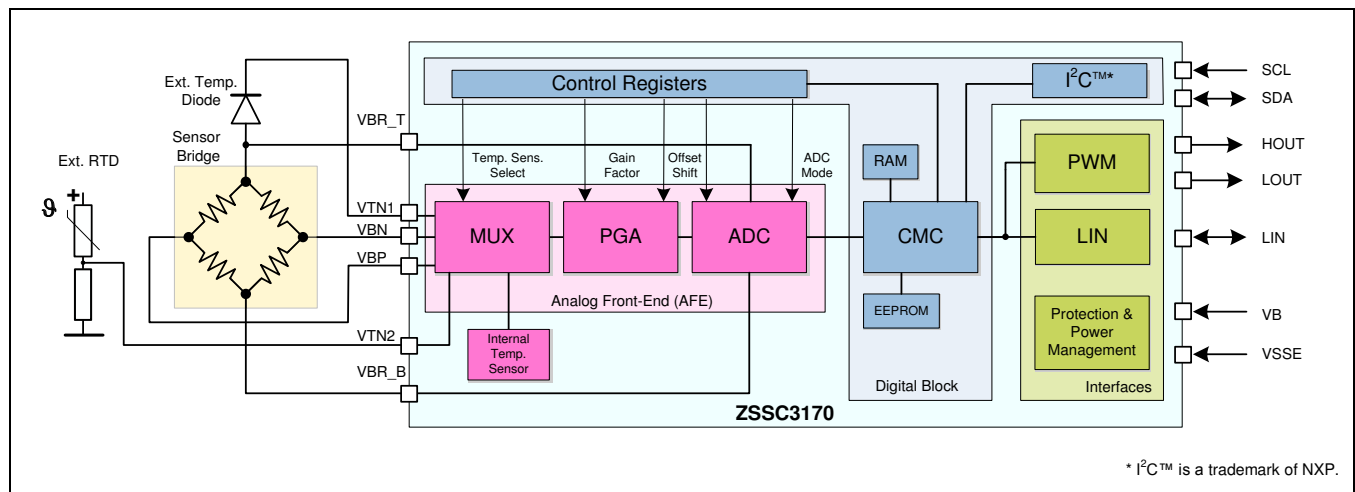 Ext. Temp.
Diode
Sensor
Bridge
Ext. RTD
+
ϑ
VBR_T
VTN1
VBN
VBP
VTN2
VBR_B
Control Registers
I²C™*
Temp. Sens.
Select
Gain
Factor
Offset
Shift
ADC
Mode
MUX
PGA
ADC
Analog Front-End (AFE)
Internal
Temp.
Sensor
RAM
CMC
EEPROM
Digital Block
PWM
LIN
Protection &
Power
Management
Interfaces
ZSSC3170
SCL
SDA
HOUT
LOUT
LIN
VB
VSSE
* I²C™ is a trademark of NXP.